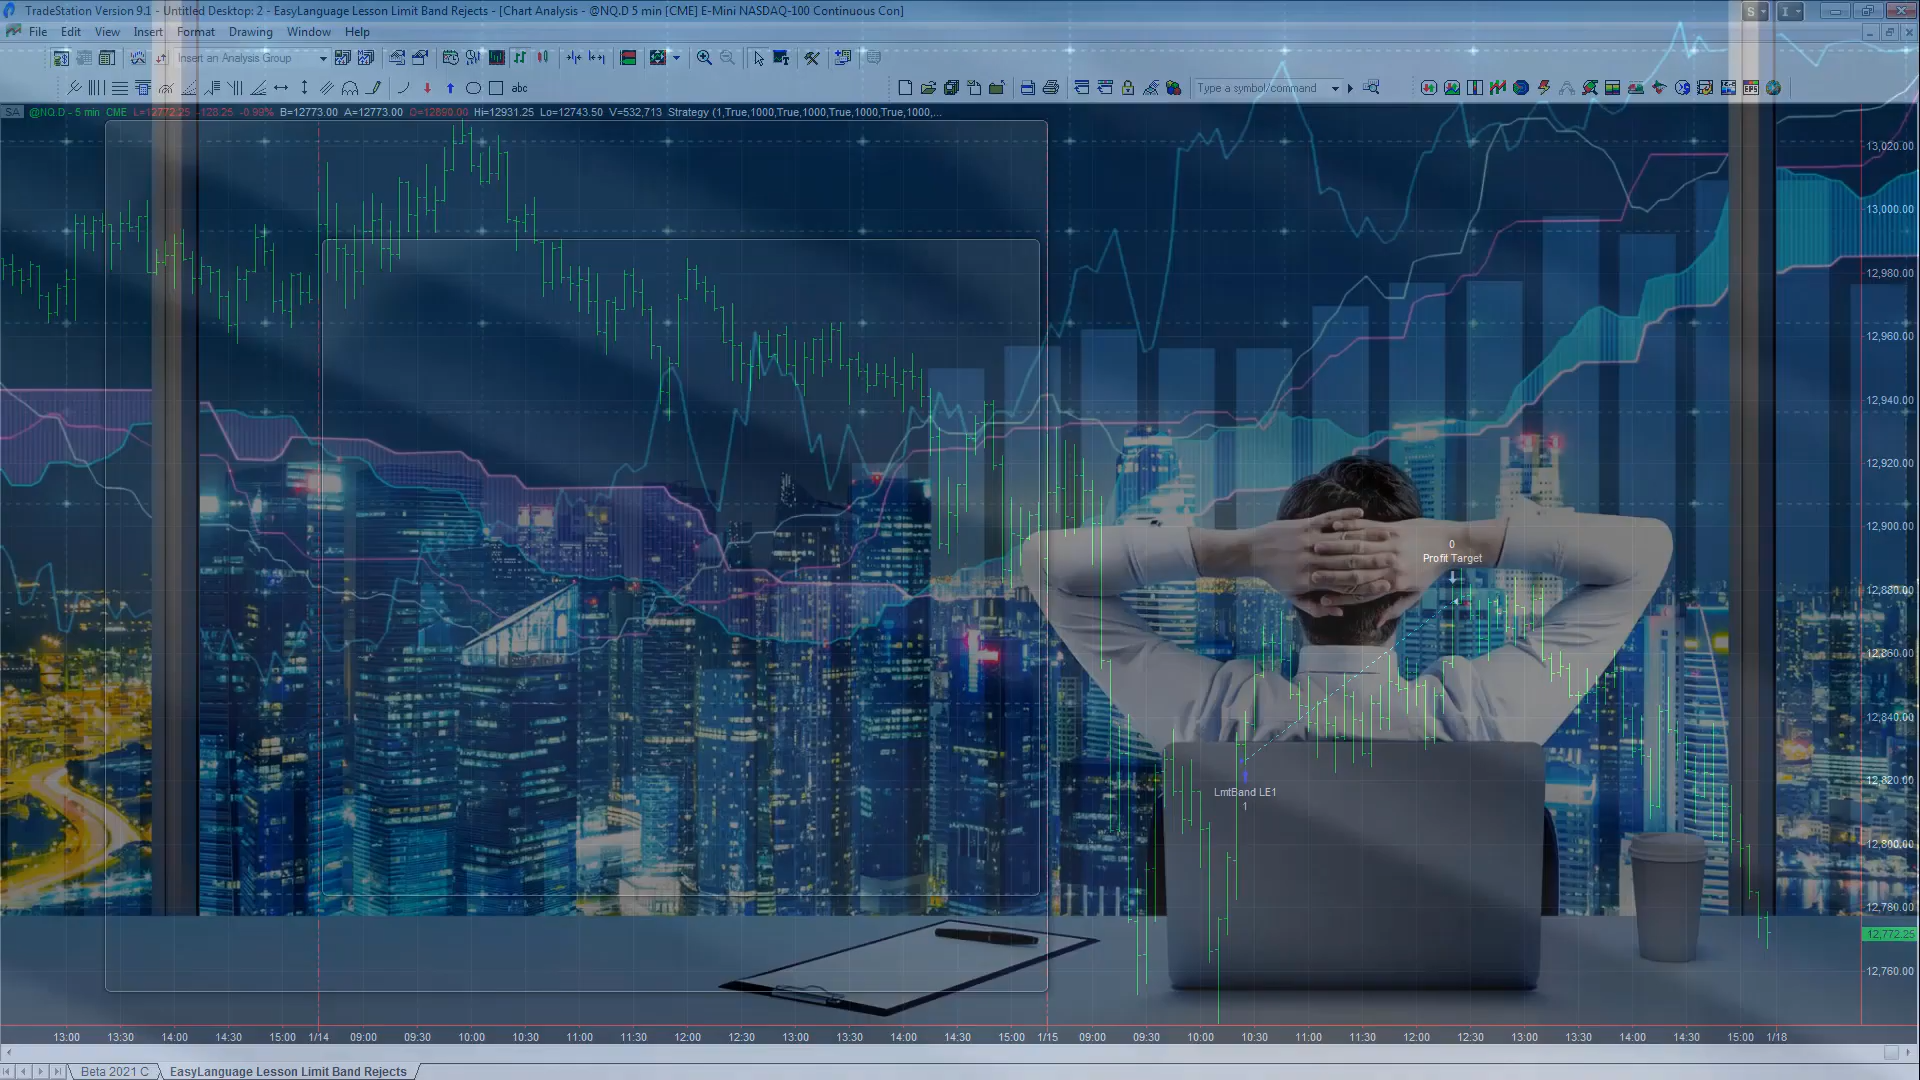 TradeStation Version 9.1 - Untitled Desktop: 2 - EasyLanguage Lesson Limit Band Rejects - [Chart Analysis - @NQ.D 5 min [CME] E-Mini NASDAQ-100 Continuous Con]
S I
File Edit View Insert Format Drawing Window Help
Insert an Analysis Group
abc Type a symbol/command EPS
SA @NQ.D - 5 min CME L=12772.25 -128.25 -0.99% B=12773.00 A=12773.00 O=12890.00 Hi=12931.25 Lo=12743.50 V=532,713 Strategy (1,True,1000,True,1000,True,1000,True,1000,...
13,020.00
13,000.00
12,980.00
12,960.00
12,940.00
12,920.00
12,900.00
0
Profit Target
12,880.00
12,860.00
12,840.00
12,820.00
LmtBand LE1
1
12,800.00
12,780.00
12,772.25
12,760.00
13:00 13:30 14:00 14:30 15:00 1/14 09:00 09:30 10:00 10:30 11:00 11:30 12:00 12:30 13:00 13:30 14:00 14:30 15:00 1/15 09:00 09:30 10:00 10:30 11:00 11:30 12:00 12:30 13:00 13:30 14:00 14:30 15:00 1/18
Beta 2021 C EasyLanguage Lesson Limit Band Rejects